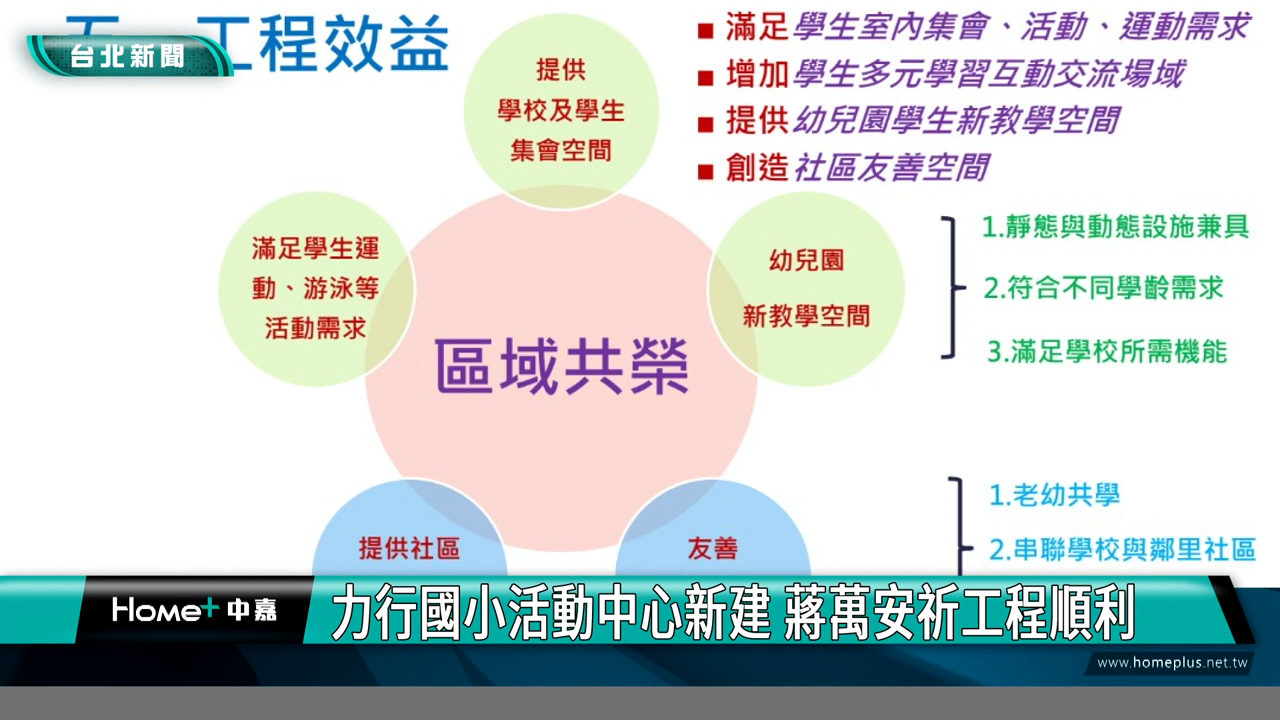 工程效益
台北新聞
滿足學生室內集會、活動、運動需求
增加學生多元學習互動交流場域
提供幼兒園學生新教學空間
創造社區友善空間
提供
學校及學生
集會空間
滿足學生運
動、游泳等
活動需求
幼兒園
新教學空間
區域共榮
1.靜態與動態設施兼具
2.符合不同學齡需求
3.滿足學校所需機能
提供社區
友善
1.老幼共學
2.串聯學校與鄰里社區
Home+中嘉
力行國小活動中心新建 蔣萬安祈工程順利
www.homeplus.net.tw